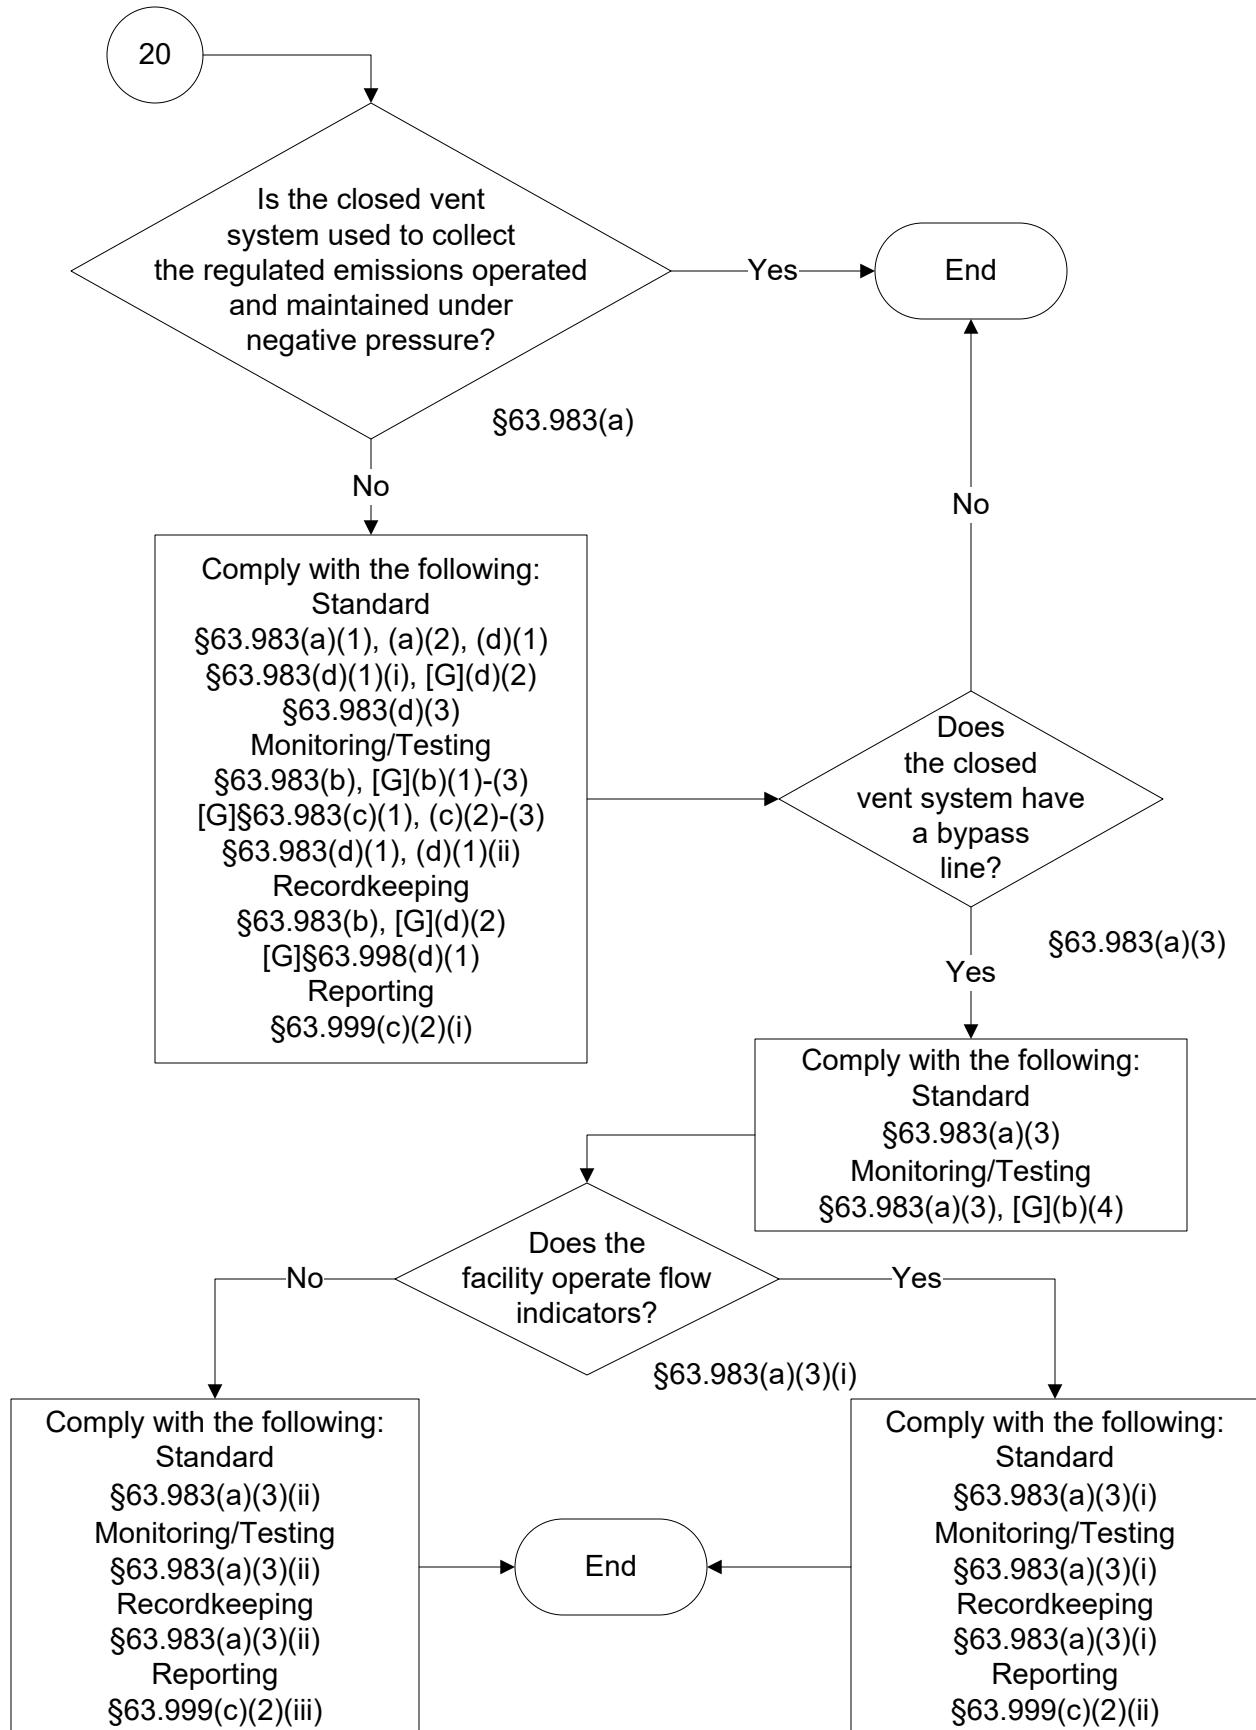 20
Is the closed vent
system used to collect
the regulated emissions operated
and maintained under
negative pressure?
Yes
End
§63.983(a)
No
No
Comply with the following:
Standard
§63.983(a)(1), (a)(2), (d)(1)
§63.983(d)(1)(i), [G](d)(2)
§63.983(d)(3)
Monitoring/Testing
§63.983(b), [G](b)(1)-(3)
[G]§63.983(c)(1), (c)(2)-(3)
§63.983(d)(1), (d)(1)(ii)
Recordkeeping
§63.983(b), [G](d)(2)
[G]§63.998(d)(1)
Reporting
§63.999(c)(2)(i)
Does
the closed
vent system have
a bypass
line?
§63.983(a)(3)
Yes
Comply with the following:
Standard
§63.983(a)(3)
Monitoring/Testing
§63.983(a)(3), [G](b)(4)
Does the
facility operate flow
indicators?
No
Yes
§63.983(a)(3)(i)
Comply with the following:
Standard
§63.983(a)(3)(ii)
Monitoring/Testing
§63.983(a)(3)(ii)
Recordkeeping
§63.983(a)(3)(ii)
Reporting
§63.999(c)(2)(iii)
End
Comply with the following:
Standard
§63.983(a)(3)(i)
Monitoring/Testing
§63.983(a)(3)(i)
Recordkeeping
§63.983(a)(3)(i)
Reporting
§63.999(c)(2)(ii)